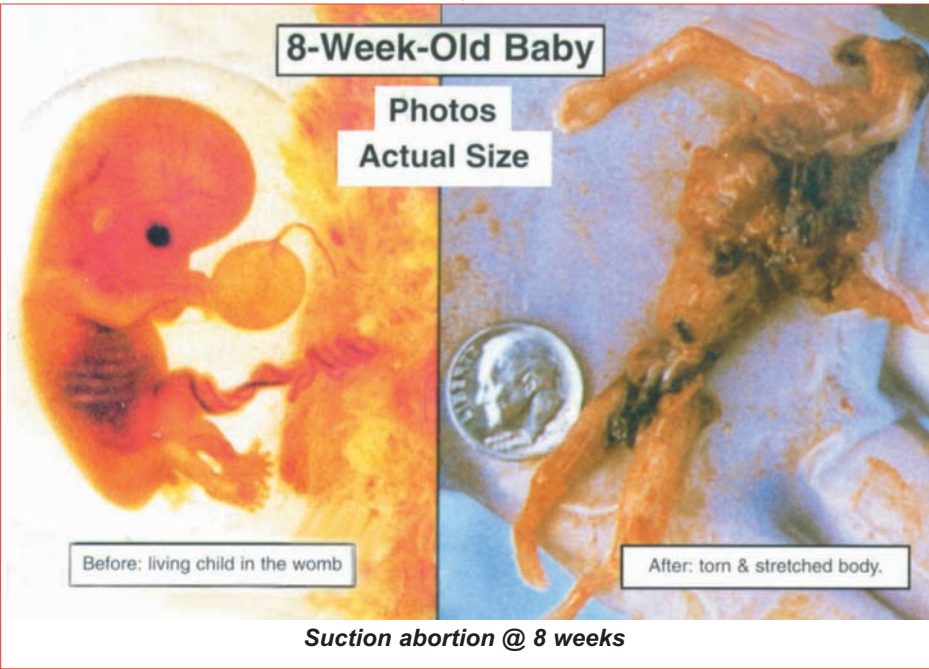 8-Week-Old Baby
Photos
Actual Size
LIBERTY
Before: living child in the womb
After: torn & stretched body.
Suction abortion @ 8 weeks